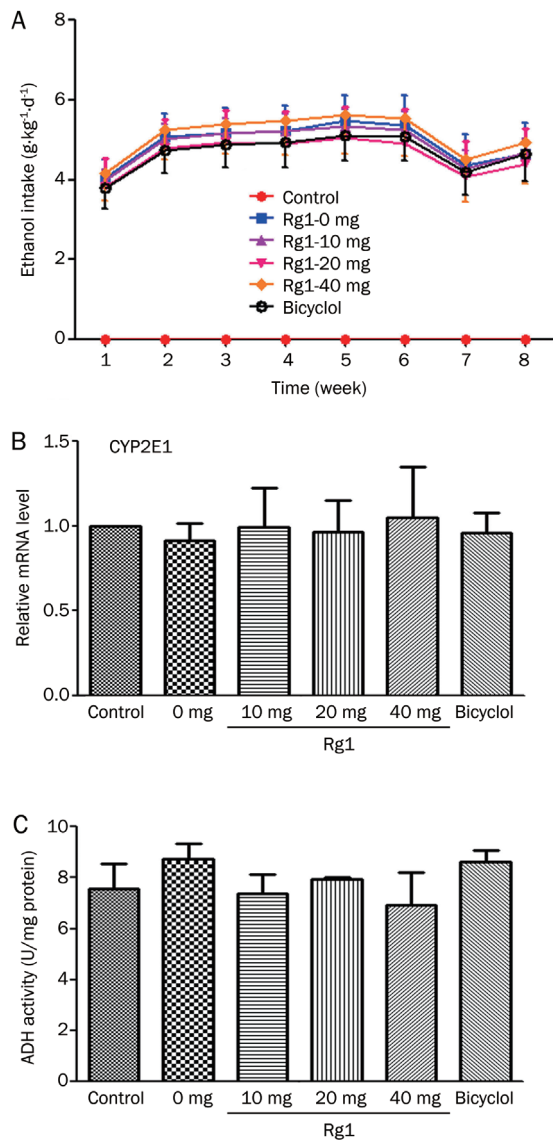 A
Ethanol intake (g·kg⁻¹·d⁻¹)
8
6
4
2
0
Control
Rg1-0 mg
Rg1-10 mg
Rg1-20 mg
Rg1-40 mg
Bicyclol
1 2 3 4 5 6 7 8
Time (week)
B
CYP2E1
Relative mRNA level
1.5
1.0
0.5
0.0
Control 0 mg 10 mg 20 mg 40 mg Bicyclol
Rg1
C
ADH activity (U/mg protein)
10
8
6
4
2
0
Control 0 mg 10 mg 20 mg 40 mg Bicyclol
Rg1